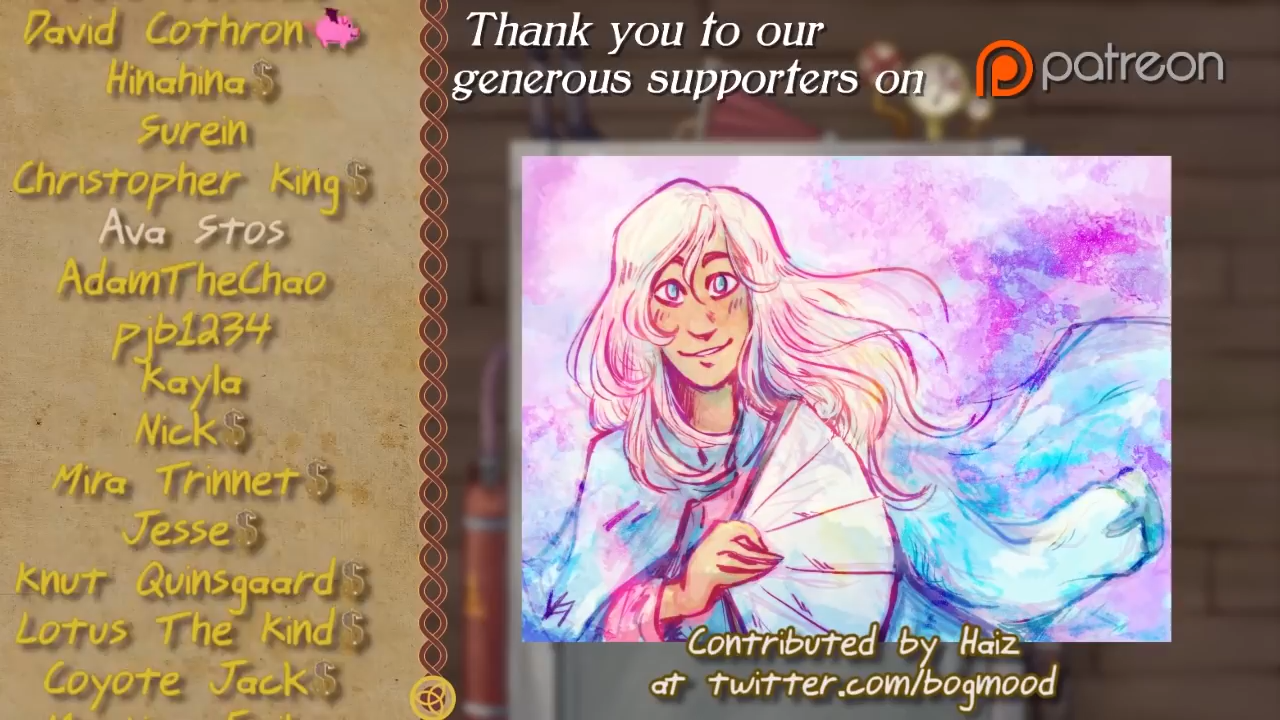 David Cothron
Hinahina
Surein
Christopher King
Ava Stos
AdamTheChao
pjb1234
Kayla
Nick
Mira Trinnet
Jesse
Knut Quinsgaard
Lotus The Kind
Coyote Jack
Thank you to our
generous supporters on
patreon
Contributed by Haiz
at twitter.com/bogmood